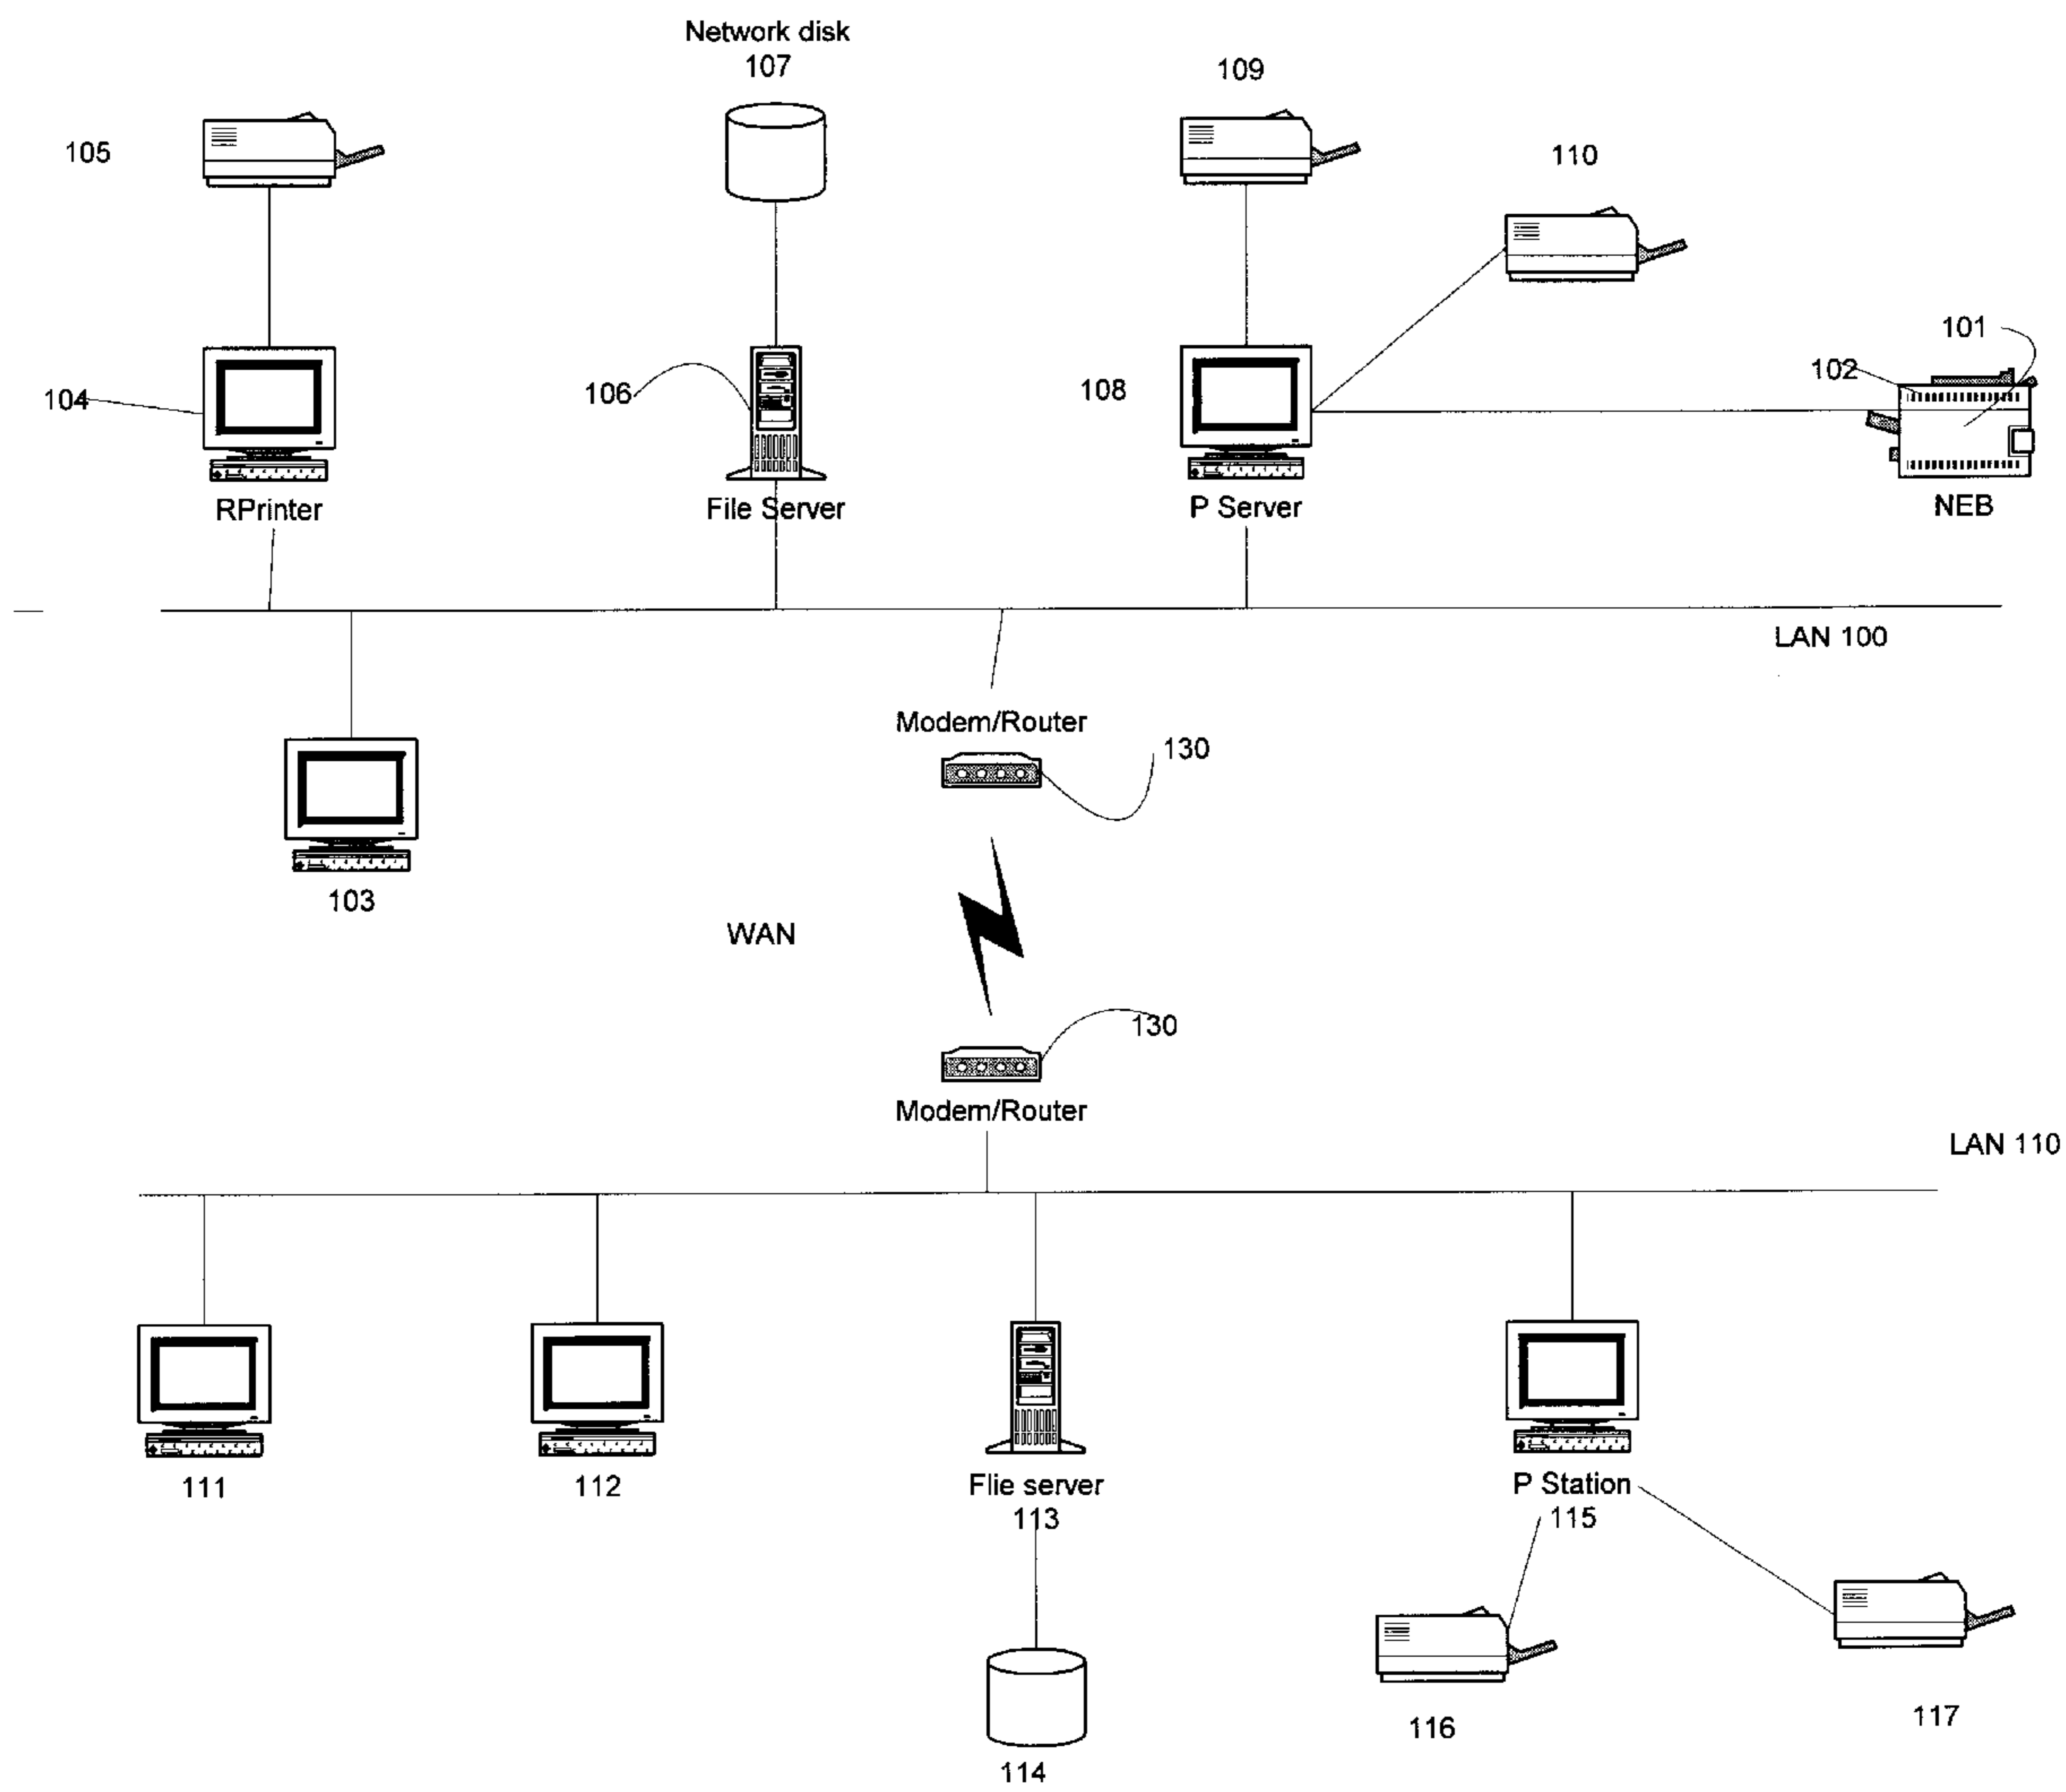 Network disk
107
109
105
110
101
102
104
106
108
RPrinter
File Server
P Server
NEB
LAN 100
Modem/Router
130
103
WAN
130
Modem/Router
LAN 110
111
112
Flie server
113
P Station
115
116
117
114